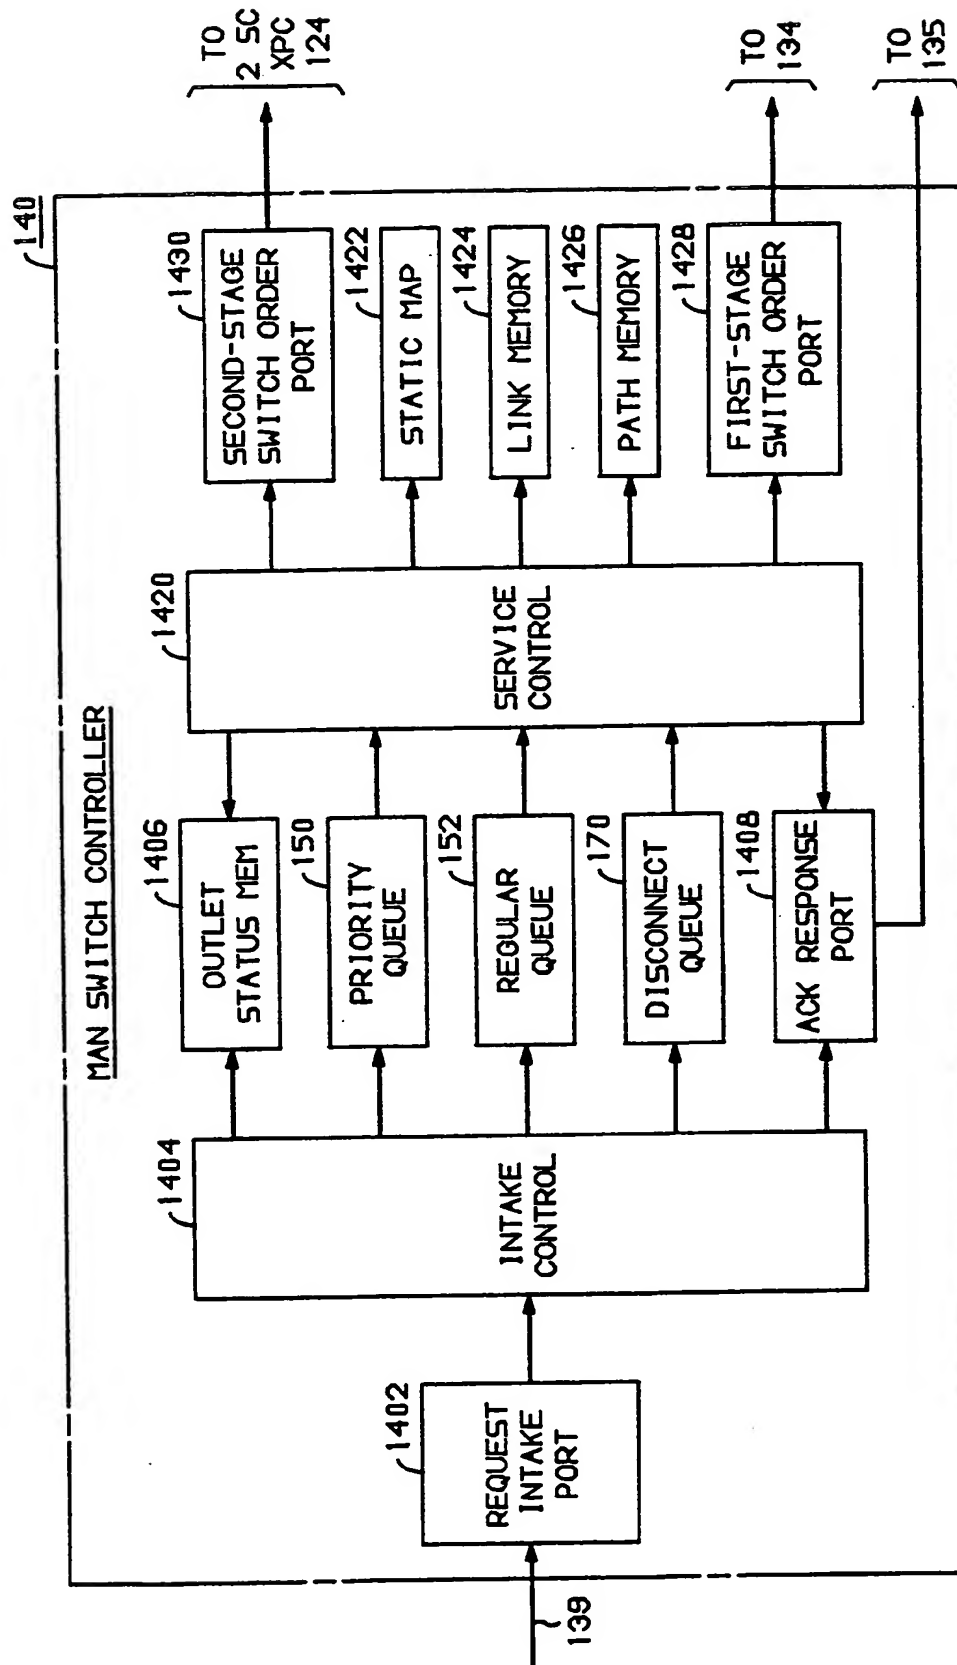 MAN SWITCH CONTROLLER
140
139
1402
REQUEST
INTAKE
PORT
1404
INTAKE
CONTROL
1406
OUTLET
STATUS MEM
150
PRIORITY
QUEUE
152
REGULAR
QUEUE
170
DISCONNECT
QUEUE
1408
ACK RESPONSE
PORT
1420
SERVICE
CONTROL
1430
SECOND-STAGE
SWITCH ORDER
PORT
1422
STATIC MAP
1424
LINK MEMORY
1426
PATH MEMORY
1428
FIRST-STAGE
SWITCH ORDER
PORT
TO
2 SC
XPC
124
TO
134
TO
135